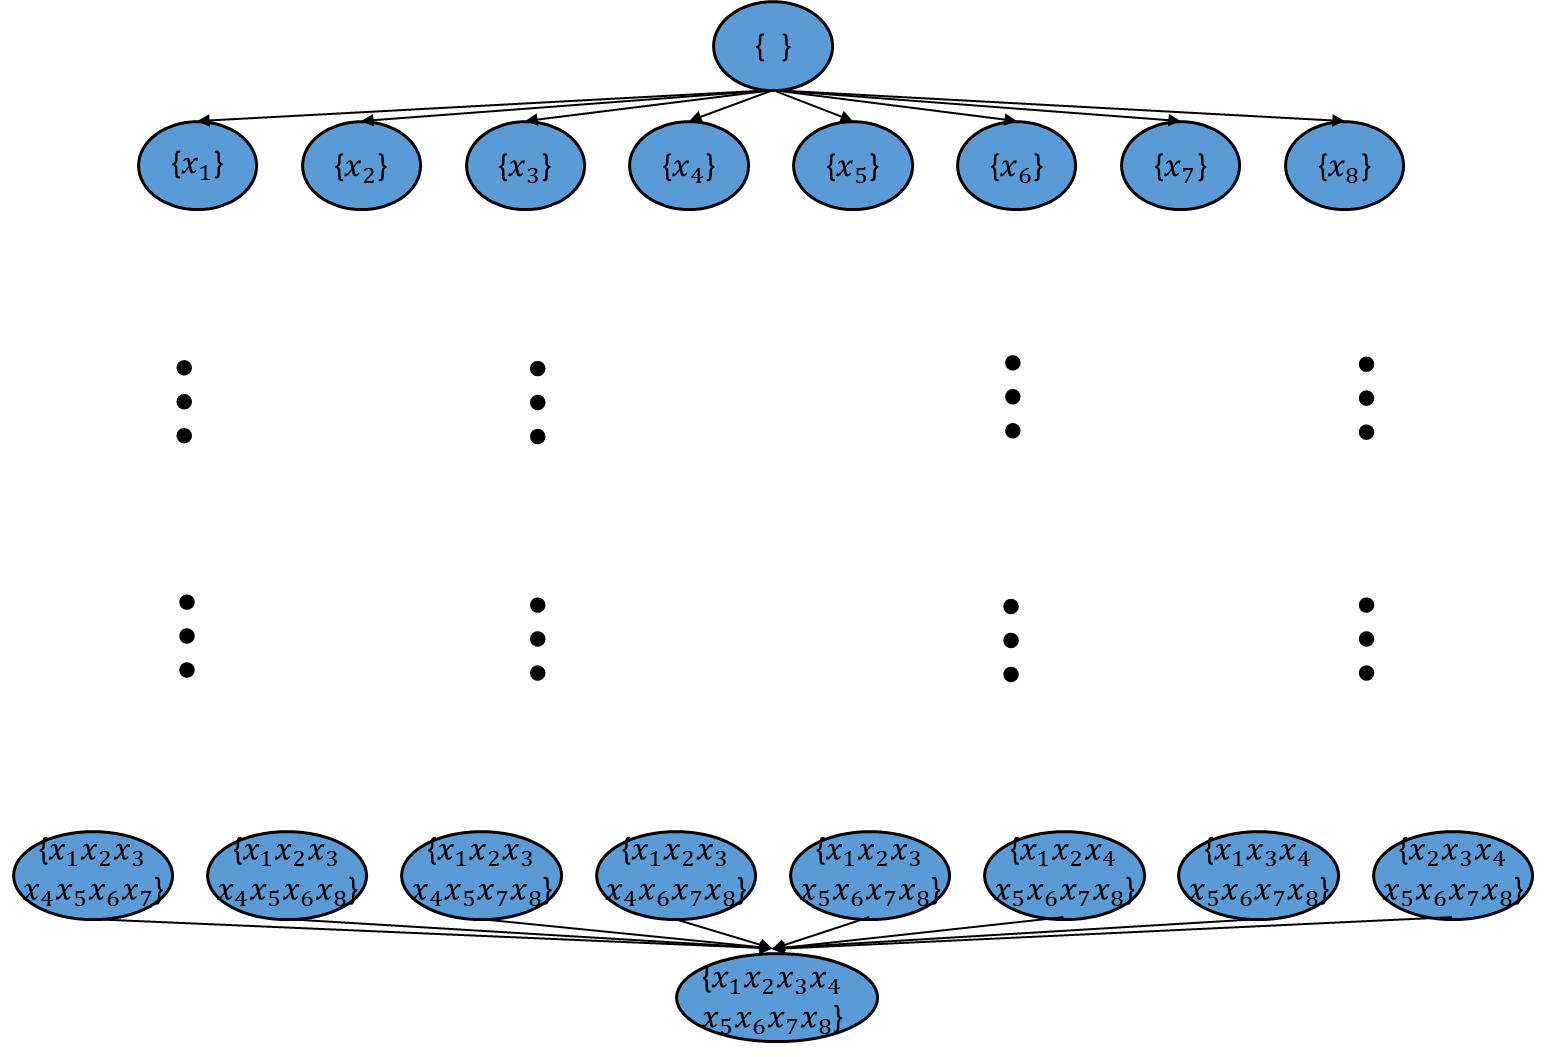 { }
{x₁} {x₂} {x₃} {x₄} {x₅} {x₆} {x₇} {x₈}
{x₁x₂x₃
x₄x₅x₆x₇}
{x₁x₂x₃
x₄x₅x₆x₈}
{x₁x₂x₃
x₄x₅x₇x₈}
{x₁x₂x₃
x₄x₆x₇x₈}
{x₁x₂x₃
x₅x₆x₇x₈}
{x₁x₂x₄
x₅x₆x₇x₈}
{x₁x₃x₄
x₅x₆x₇x₈}
{x₂x₃x₄
x₅x₆x₇x₈}
{x₁x₂x₃x₄
x₅x₆x₇x₈}